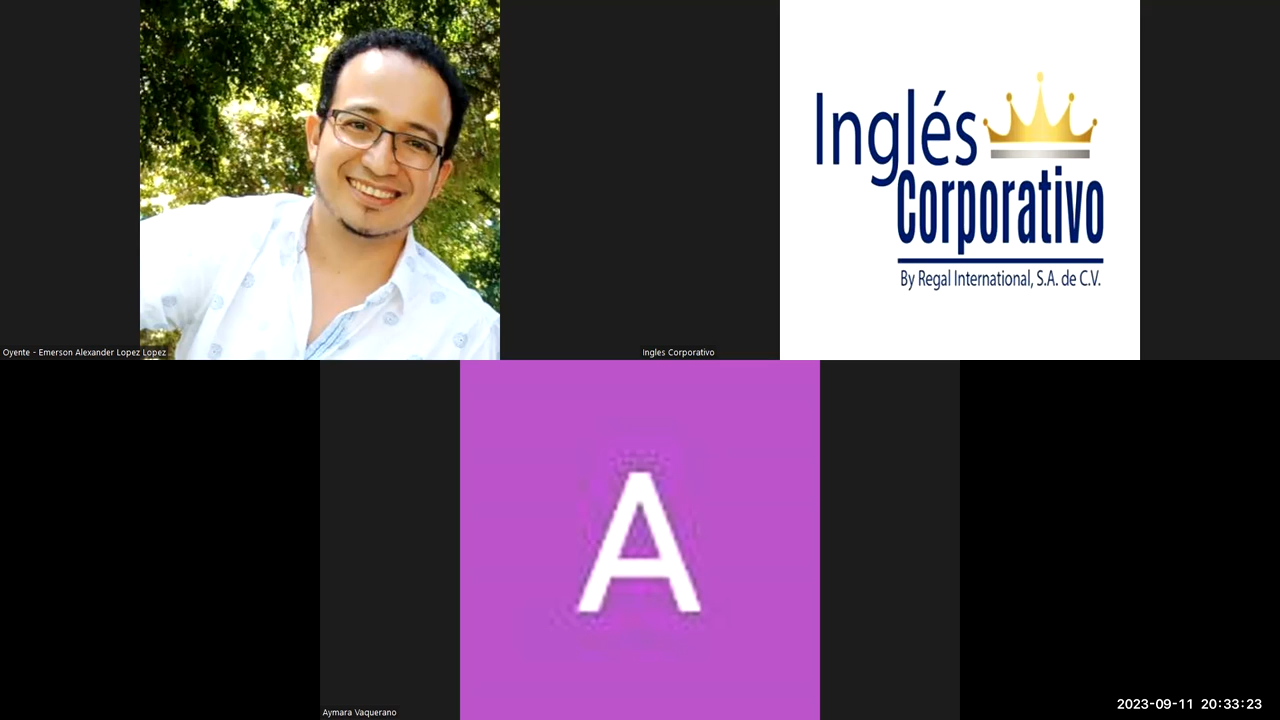 Inglés
Corporativo
By Regal International, S.A. de C.V.
Oyente - Emerson Alexander Lopez Lopez
Ingles Corporativo
A
Aymara Vaquerano
2023-09-11 20:33:23